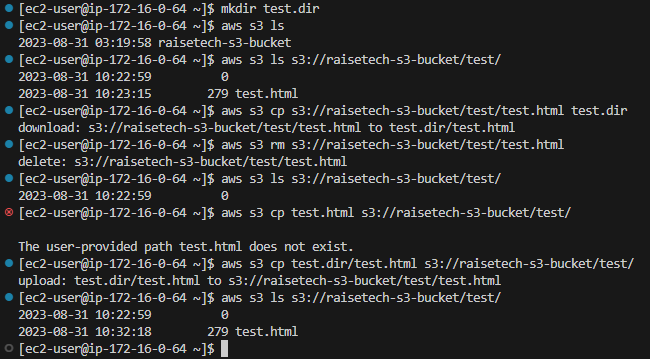 [ec2-user@ip-172-16-0-64 ~]$ mkdir test.dir
[ec2-user@ip-172-16-0-64 ~]$ aws s3 ls
2023-08-31 03:19:58 raisetech-s3-bucket
[ec2-user@ip-172-16-0-64 ~]$ aws s3 ls s3://raisetech-s3-bucket/test/
2023-08-31 10:22:59          0
2023-08-31 10:23:15        279 test.html
[ec2-user@ip-172-16-0-64 ~]$ aws s3 cp s3://raisetech-s3-bucket/test/test.html test.dir
download: s3://raisetech-s3-bucket/test/test.html to test.dir/test.html
[ec2-user@ip-172-16-0-64 ~]$ aws s3 rm s3://raisetech-s3-bucket/test/test.html
delete: s3://raisetech-s3-bucket/test/test.html
[ec2-user@ip-172-16-0-64 ~]$ aws s3 ls s3://raisetech-s3-bucket/test/
2023-08-31 10:22:59          0
[ec2-user@ip-172-16-0-64 ~]$ aws s3 cp test.html s3://raisetech-s3-bucket/test/
The user-provided path test.html does not exist.
[ec2-user@ip-172-16-0-64 ~]$ aws s3 cp test.dir/test.html s3://raisetech-s3-bucket/test/
upload: test.dir/test.html to s3://raisetech-s3-bucket/test/test.html
[ec2-user@ip-172-16-0-64 ~]$ aws s3 ls s3://raisetech-s3-bucket/test/
2023-08-31 10:22:59          0
2023-08-31 10:32:18        279 test.html
[ec2-user@ip-172-16-0-64 ~]$